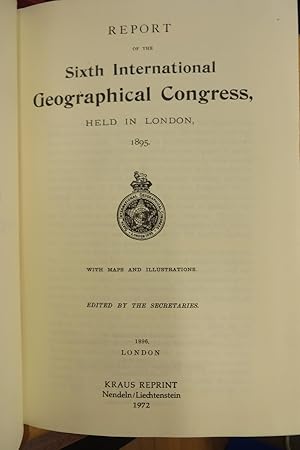 REPORT
OF THE
Sixth International
Geographical Congress,
HELD IN LONDON,
1895.
WITH MAPS AND ILLUSTRATIONS.
EDITED BY THE SECRETARIES.
1896,
LONDON
KRAUS REPRINT
Nendeln/Liechtenstein
1972